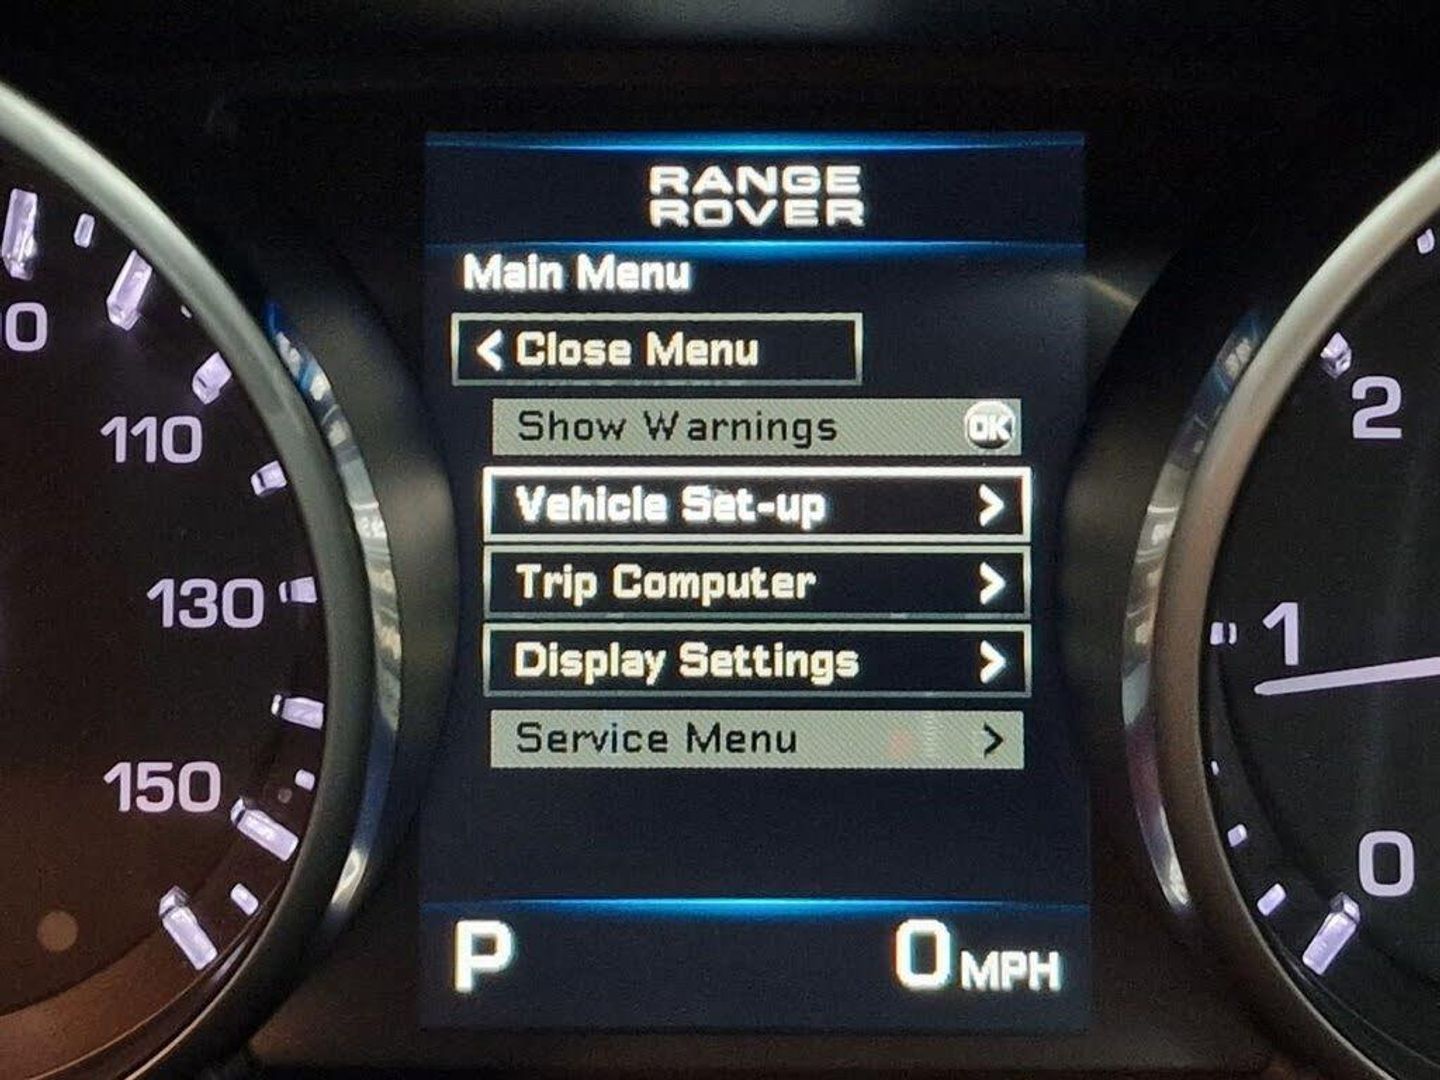 RANGE
ROVER
Main Menu
Close Menu
Show Warnings OK
Vehicle Set-up
Trip Computer
Display Settings
Service Menu
P 0 MPH
110
130
150
2
1
0